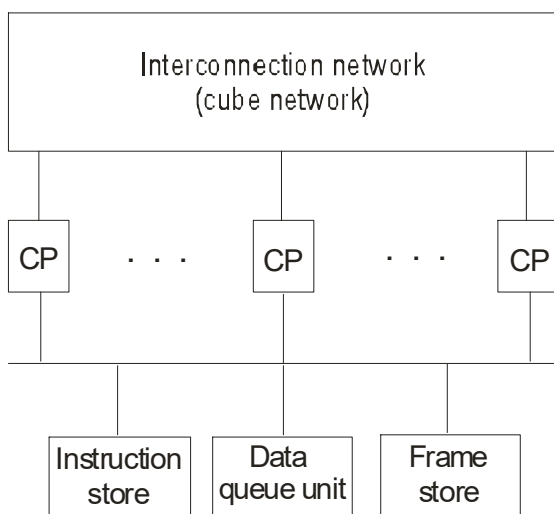 Interconnection network
(cube network)
CP . . . CP . . . CP
Instruction
store
Data
queue unit
Frame
store